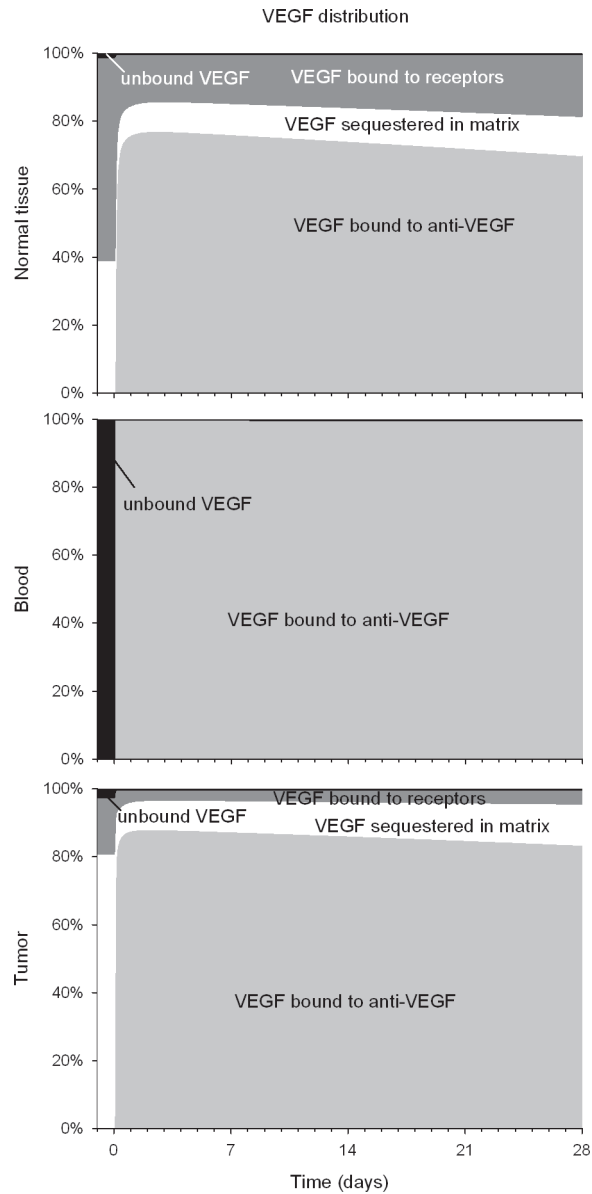 VEGF distribution
100%
unbound VEGF
VEGF bound to receptors
80%
VEGF sequestered in matrix
60%
VEGF bound to anti-VEGF
40%
20%
0%
Normal tissue
100%
80%
unbound VEGF
60%
40%
VEGF bound to anti-VEGF
20%
0%
Blood
100%
VEGF bound to receptors
unbound VEGF
VEGF sequestered in matrix
80%
60%
40%
VEGF bound to anti-VEGF
20%
0%
Tumor
0 7 14 21 28
Time (days)